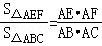 S△AEF/S△ABC = AE·AF/AB·AC